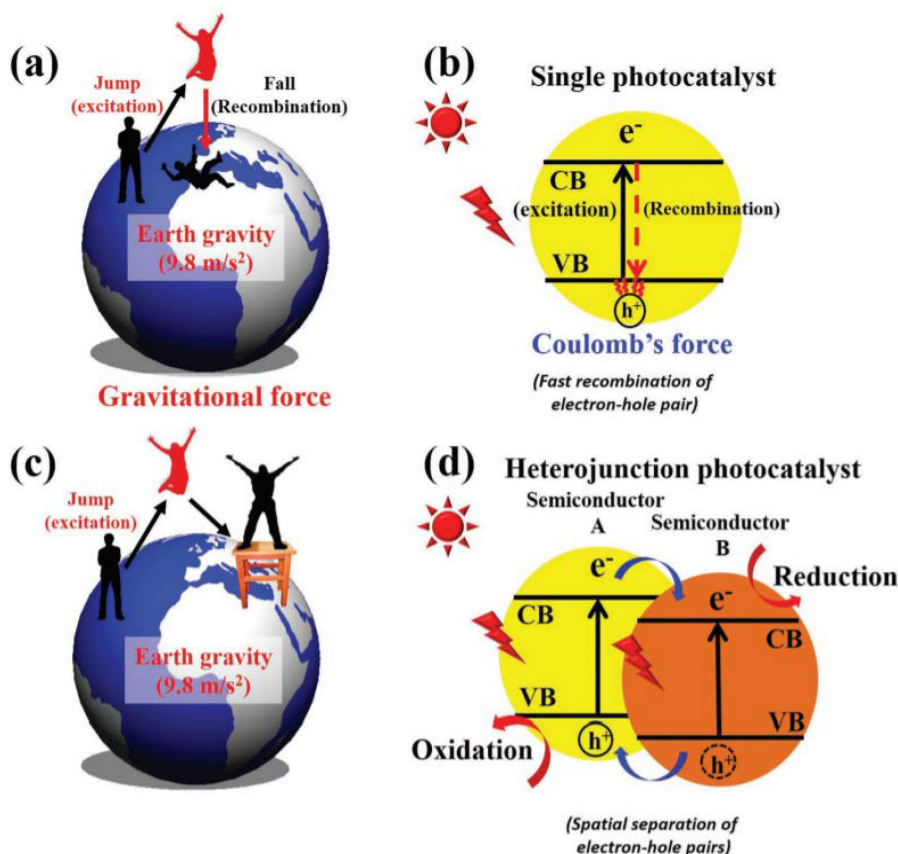 (a)
Jump
(excitation)
Fall
(Recombination)
Earth gravity
(9.8 m/s²)
Gravitational force
(b)
Single photocatalyst
e⁻
CB
(excitation)
(Recombination)
VB
h⁺
Coulomb's force
(Fast recombination of
electron-hole pair)
(c)
Jump
(excitation)
Earth gravity
(9.8 m/s²)
(d)
Heterojunction photocatalyst
Semiconductor
A
Semiconductor
B
e⁻
e⁻
Reduction
CB
CB
VB
VB
Oxidation
h⁺
h⁺
(Spatial separation of
electron-hole pairs)